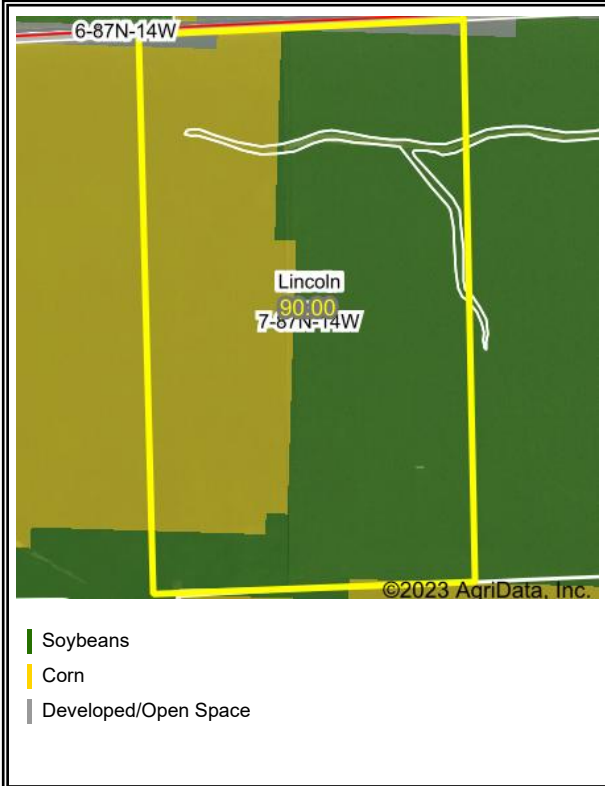 6-87N-14W
Lincoln
90.00
7-87N-14W
©2023 AgriData, Inc.
Soybeans
Corn
Developed/Open Space